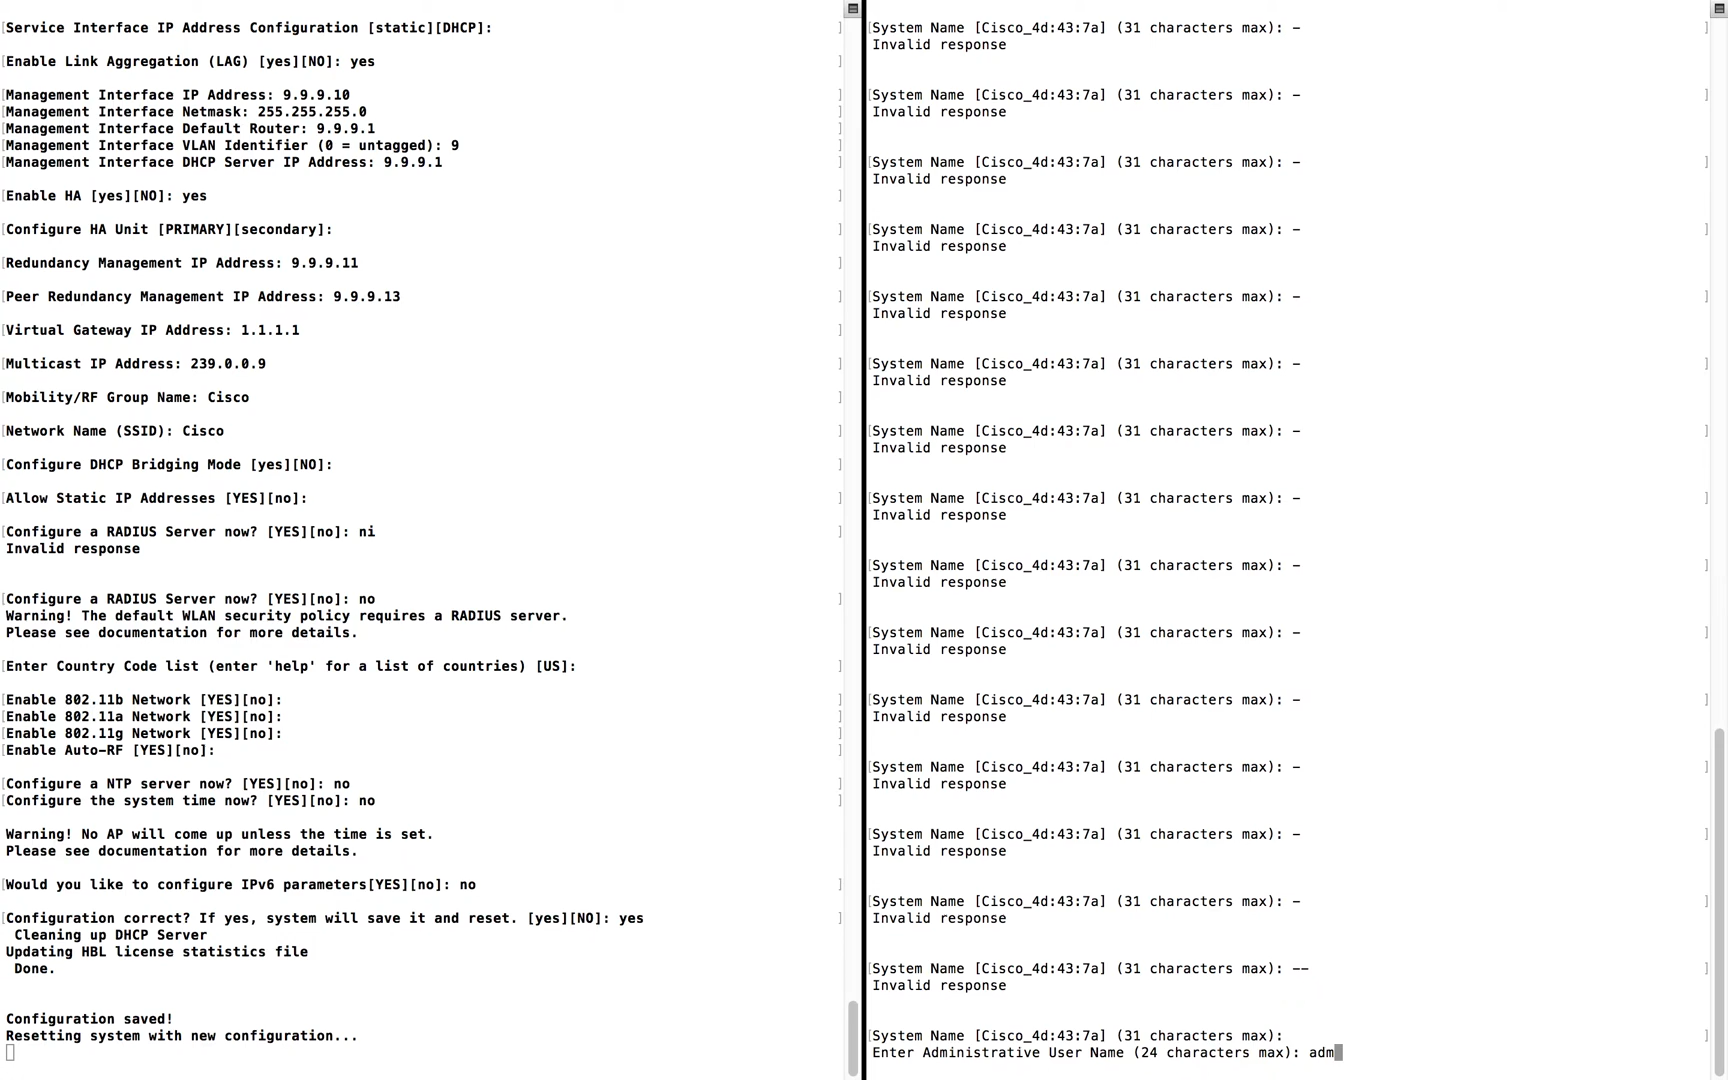 Service Interface IP Address Configuration [static][DHCP]:
Enable Link Aggregation (LAG) [yes][NO]: yes
Management Interface IP Address: 9.9.9.10
Management Interface Netmask: 255.255.255.0
Management Interface Default Router: 9.9.9.1
Management Interface VLAN Identifier (0 = untagged): 9
Management Interface DHCP Server IP Address: 9.9.9.1
Enable HA [yes][NO]: yes
Configure HA Unit [PRIMARY][secondary]:
Redundancy Management IP Address: 9.9.9.11
Peer Redundancy Management IP Address: 9.9.9.13
Virtual Gateway IP Address: 1.1.1.1
Multicast IP Address: 239.0.0.9
Mobility/RF Group Name: Cisco
Network Name (SSID): Cisco
Configure DHCP Bridging Mode [yes][NO]:
Allow Static IP Addresses [YES][no]:
Configure a RADIUS Server now? [YES][no]: ni
Invalid response
Configure a RADIUS Server now? [YES][no]: no
Warning! The default WLAN security policy requires a RADIUS server.
Please see documentation for more details.
Enter Country Code list (enter 'help' for a list of countries) [US]:
Enable 802.11b Network [YES][no]:
Enable 802.11a Network [YES][no]:
Enable 802.11g Network [YES][no]:
Enable Auto-RF [YES][no]:
Configure a NTP server now? [YES][no]: no
Configure the system time now? [YES][no]: no
Warning! No AP will come up unless the time is set.
Please see documentation for more details.
Would you like to configure IPv6 parameters[YES][no]: no
Configuration correct? If yes, system will save it and reset. [yes][NO]: yes
Cleaning up DHCP Server
Updating HBL license statistics file
Done.
Configuration saved!
Resetting system with new configuration...
System Name [Cisco_4d:43:7a] (31 characters max): -
Invalid response
System Name [Cisco_4d:43:7a] (31 characters max): -
Invalid response
System Name [Cisco_4d:43:7a] (31 characters max): -
Invalid response
System Name [Cisco_4d:43:7a] (31 characters max): -
Invalid response
System Name [Cisco_4d:43:7a] (31 characters max): -
Invalid response
System Name [Cisco_4d:43:7a] (31 characters max): -
Invalid response
System Name [Cisco_4d:43:7a] (31 characters max): -
Invalid response
System Name [Cisco_4d:43:7a] (31 characters max): -
Invalid response
System Name [Cisco_4d:43:7a] (31 characters max): -
Invalid response
System Name [Cisco_4d:43:7a] (31 characters max): -
Invalid response
System Name [Cisco_4d:43:7a] (31 characters max): -
Invalid response
System Name [Cisco_4d:43:7a] (31 characters max): -
Invalid response
System Name [Cisco_4d:43:7a] (31 characters max): -
Invalid response
System Name [Cisco_4d:43:7a] (31 characters max): -
Invalid response
System Name [Cisco_4d:43:7a] (31 characters max): --
Invalid response
System Name [Cisco_4d:43:7a] (31 characters max):
Enter Administrative User Name (24 characters max): adm